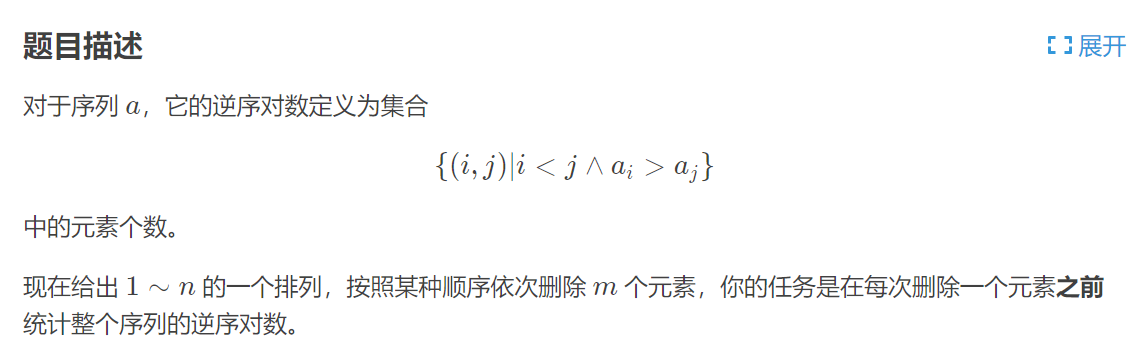 题目描述
展开
对于序列 a，它的逆序对数定义为集合
{(i,j)|i < j ∧ a_i > a_j}
中的元素个数。
现在给出 1 ∼ n 的一个排列，按照某种顺序依次删除 m 个元素，你的任务是在每次删除一个元素之前
统计整个序列的逆序对数。